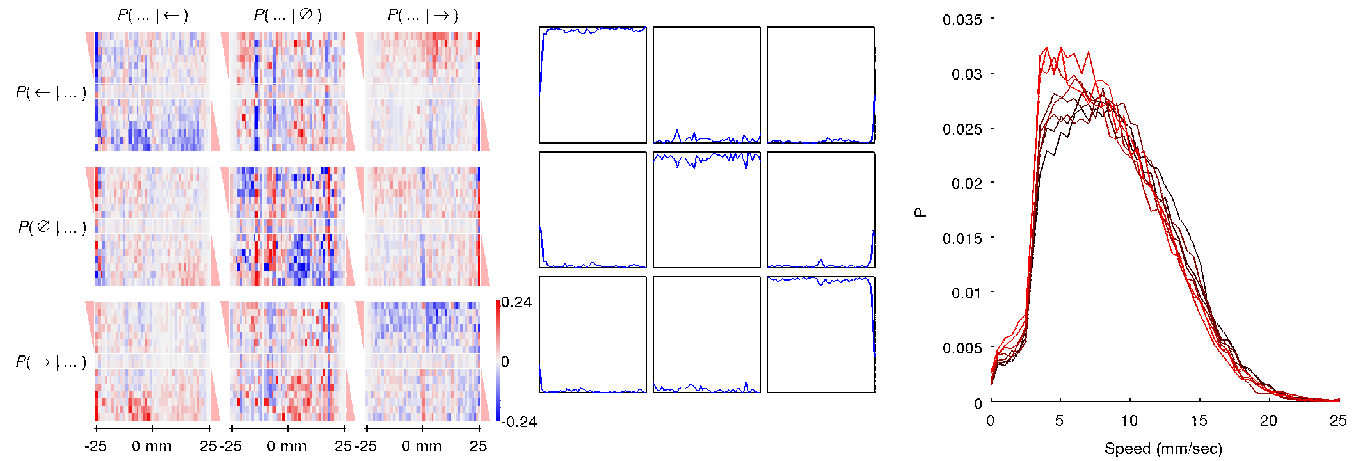 P( ... | ← ) P( ... | ∅ ) P( ... | → )
P( ← | ... )
P( ∅ | ... )
P( → | ... )
0.24
0
-0.24
-25 0 mm 25 -25 0 mm 25 -25 0 mm 25
0.035
0.03
0.025
0.02
0.015
0.01
0.005
0
P
0 5 10 15 20 25
Speed (mm/sec)